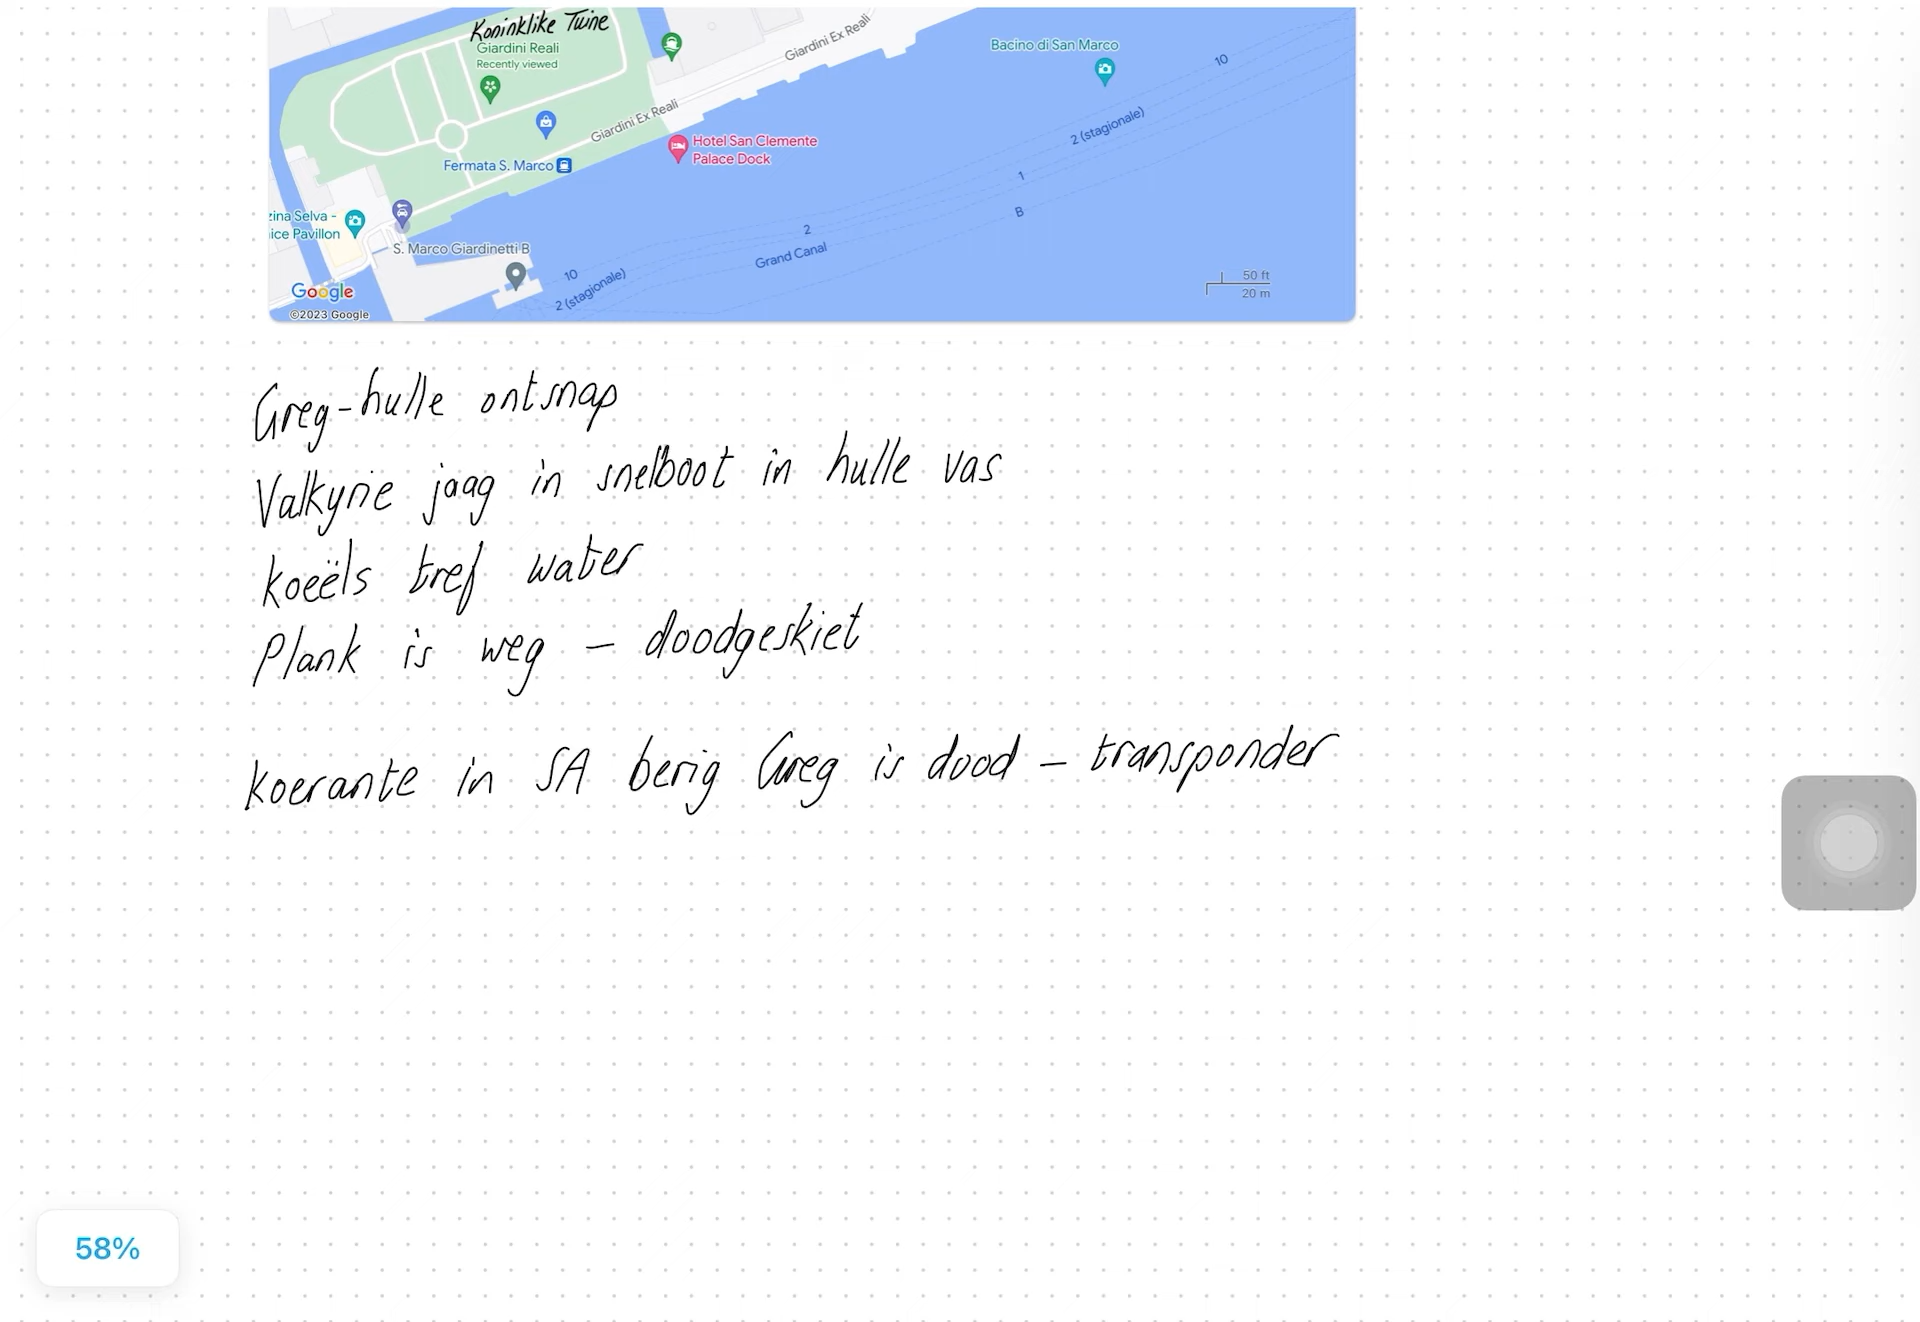 Koninklike Tuine
Giardini Reali
Recently viewed
Giardini Ex Reali
Bacino di San Marco
10
Giardini Ex Reali
2 (stagionale)
Hotel San Clemente
Palace Dock
Fermata S. Marco
1
B
zina Selva -
ice Pavillon
2
S. Marco Giardinetti B
Grand Canal
10
2 (stagionale)
50 ft
20 m
Google
©2023 Google
Greg-hulle ontsnap
Valkyrie jaag in snelboot in hulle vas
Koeëls tref water
Plank is weg – doodgeskiet
Koerante in SA berig Greg is dood – transponder
58%